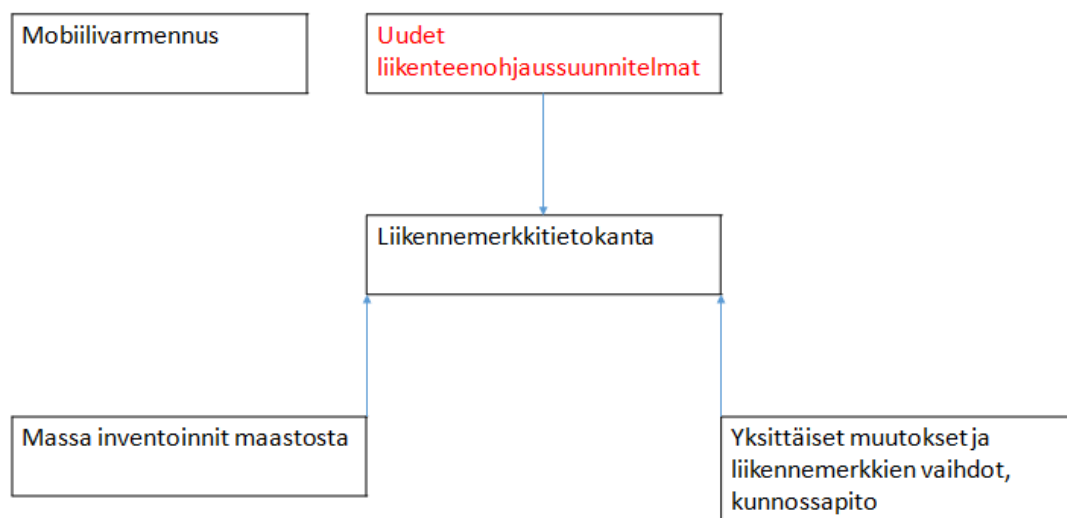 Mobiilivarmennus
Uudet
liikenteenohjaussuunnitelmat
Liikennemerkkitietokanta
Massa inventoinnit maastosta
Yksittäiset muutokset ja
liikennemerkkien vaihdot,
kunnossapito